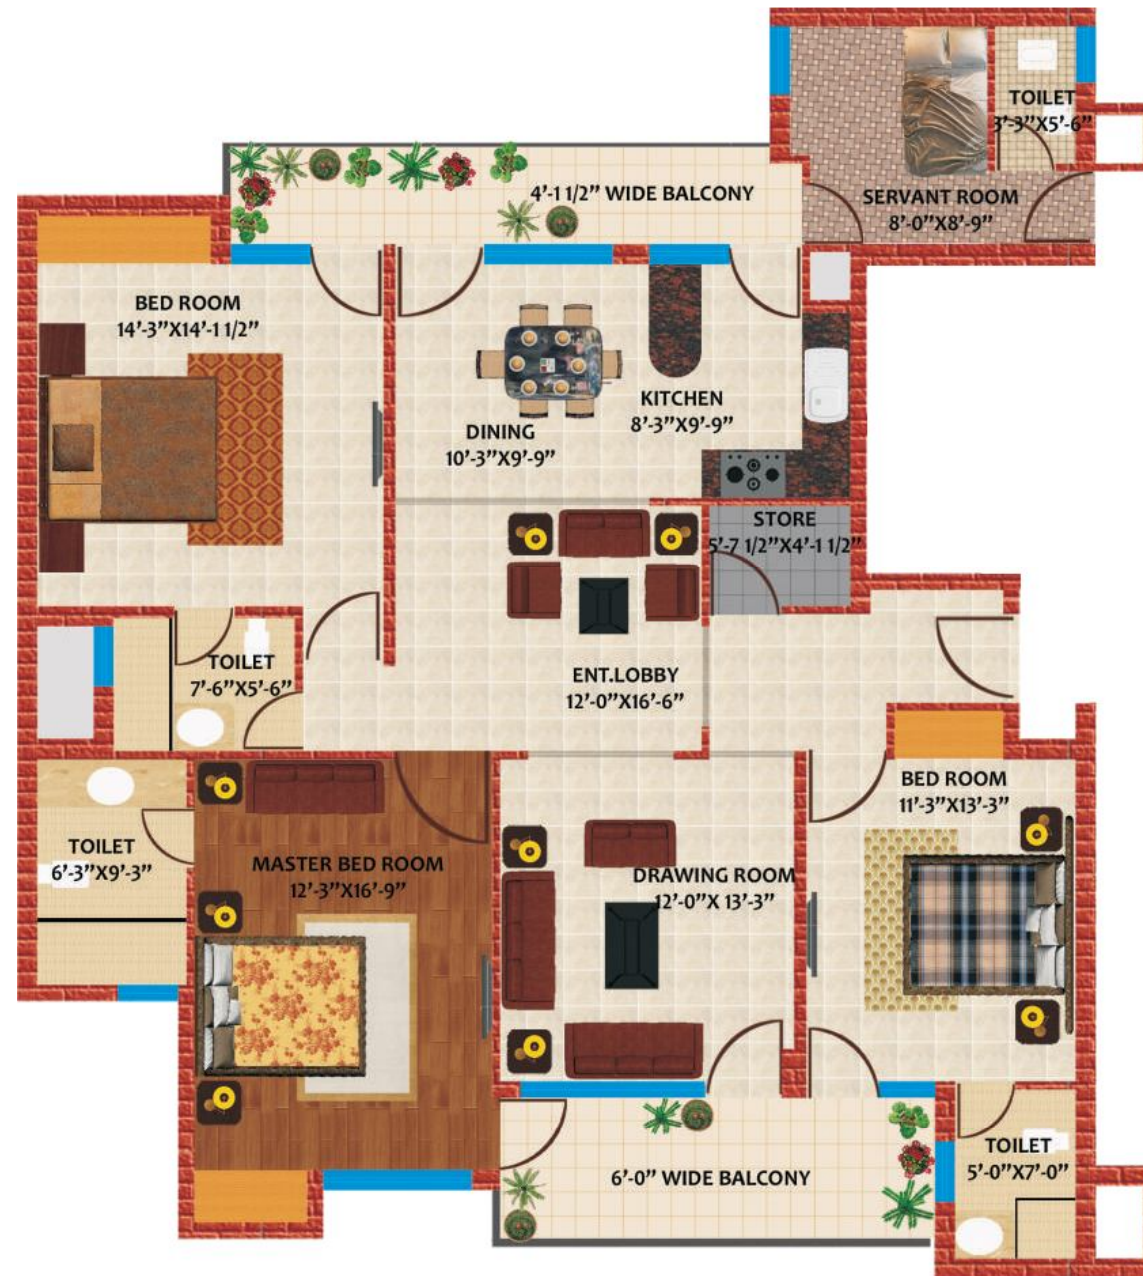 TOILET
3'-3"X5'-6"
4'-1 1/2" WIDE BALCONY
SERVANT ROOM
8'-0"X8'-9"
BED ROOM
14'-3"X14'-1 1/2"
KITCHEN
8'-3"X9'-9"
DINING
10'-3"X9'-9"
STORE
5'-7 1/2"X4'-1 1/2"
TOILET
7'-6"X5'-6"
ENT.LOBBY
12'-0"X16'-6"
BED ROOM
11'-3"X13'-3"
TOILET
6'-3"X9'-3"
MASTER BED ROOM
12'-3"X16'-9"
DRAWING ROOM
12'-0"X 13'-3"
6'-0" WIDE BALCONY
TOILET
5'-0"X7'-0"